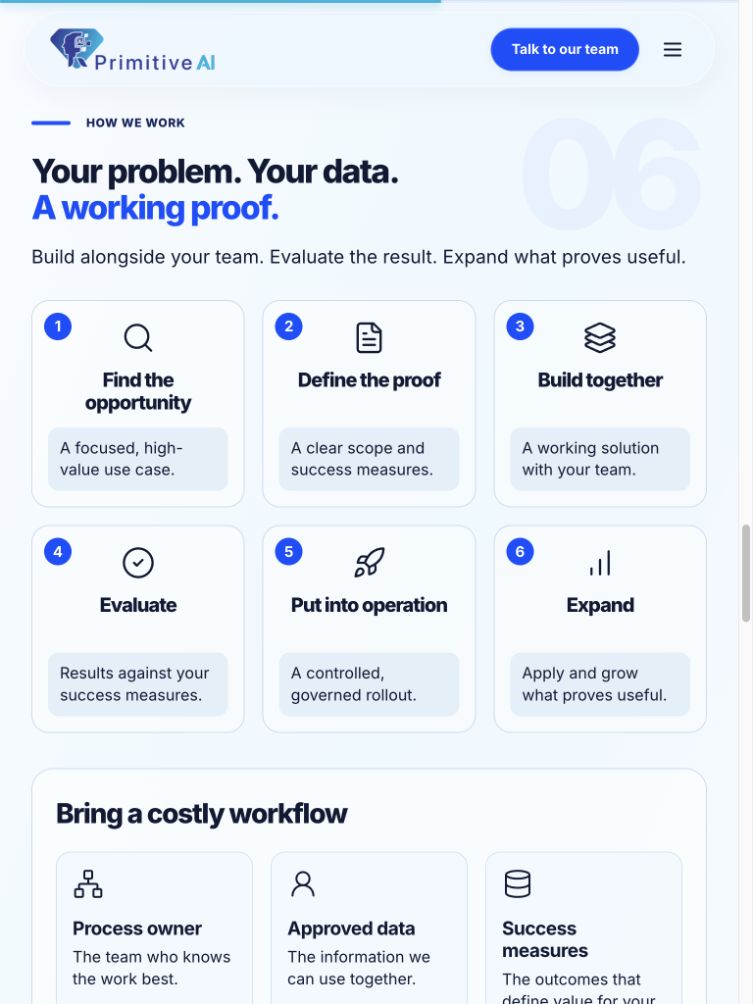 Primitive AI
Talk to our team
HOW WE WORK
06
Your problem. Your data.
A working proof.
Build alongside your team. Evaluate the result. Expand what proves useful.
1
Find the
opportunity
A focused, high-
value use case.
2
Define the proof
A clear scope and
success measures.
3
Build together
A working solution
with your team.
4
Evaluate
Results against your
success measures.
5
Put into operation
A controlled,
governed rollout.
6
Expand
Apply and grow
what proves useful.
Bring a costly workflow
Process owner
The team who knows
the work best.
Approved data
The information we
can use together.
Success
measures
The outcomes that
define value for your